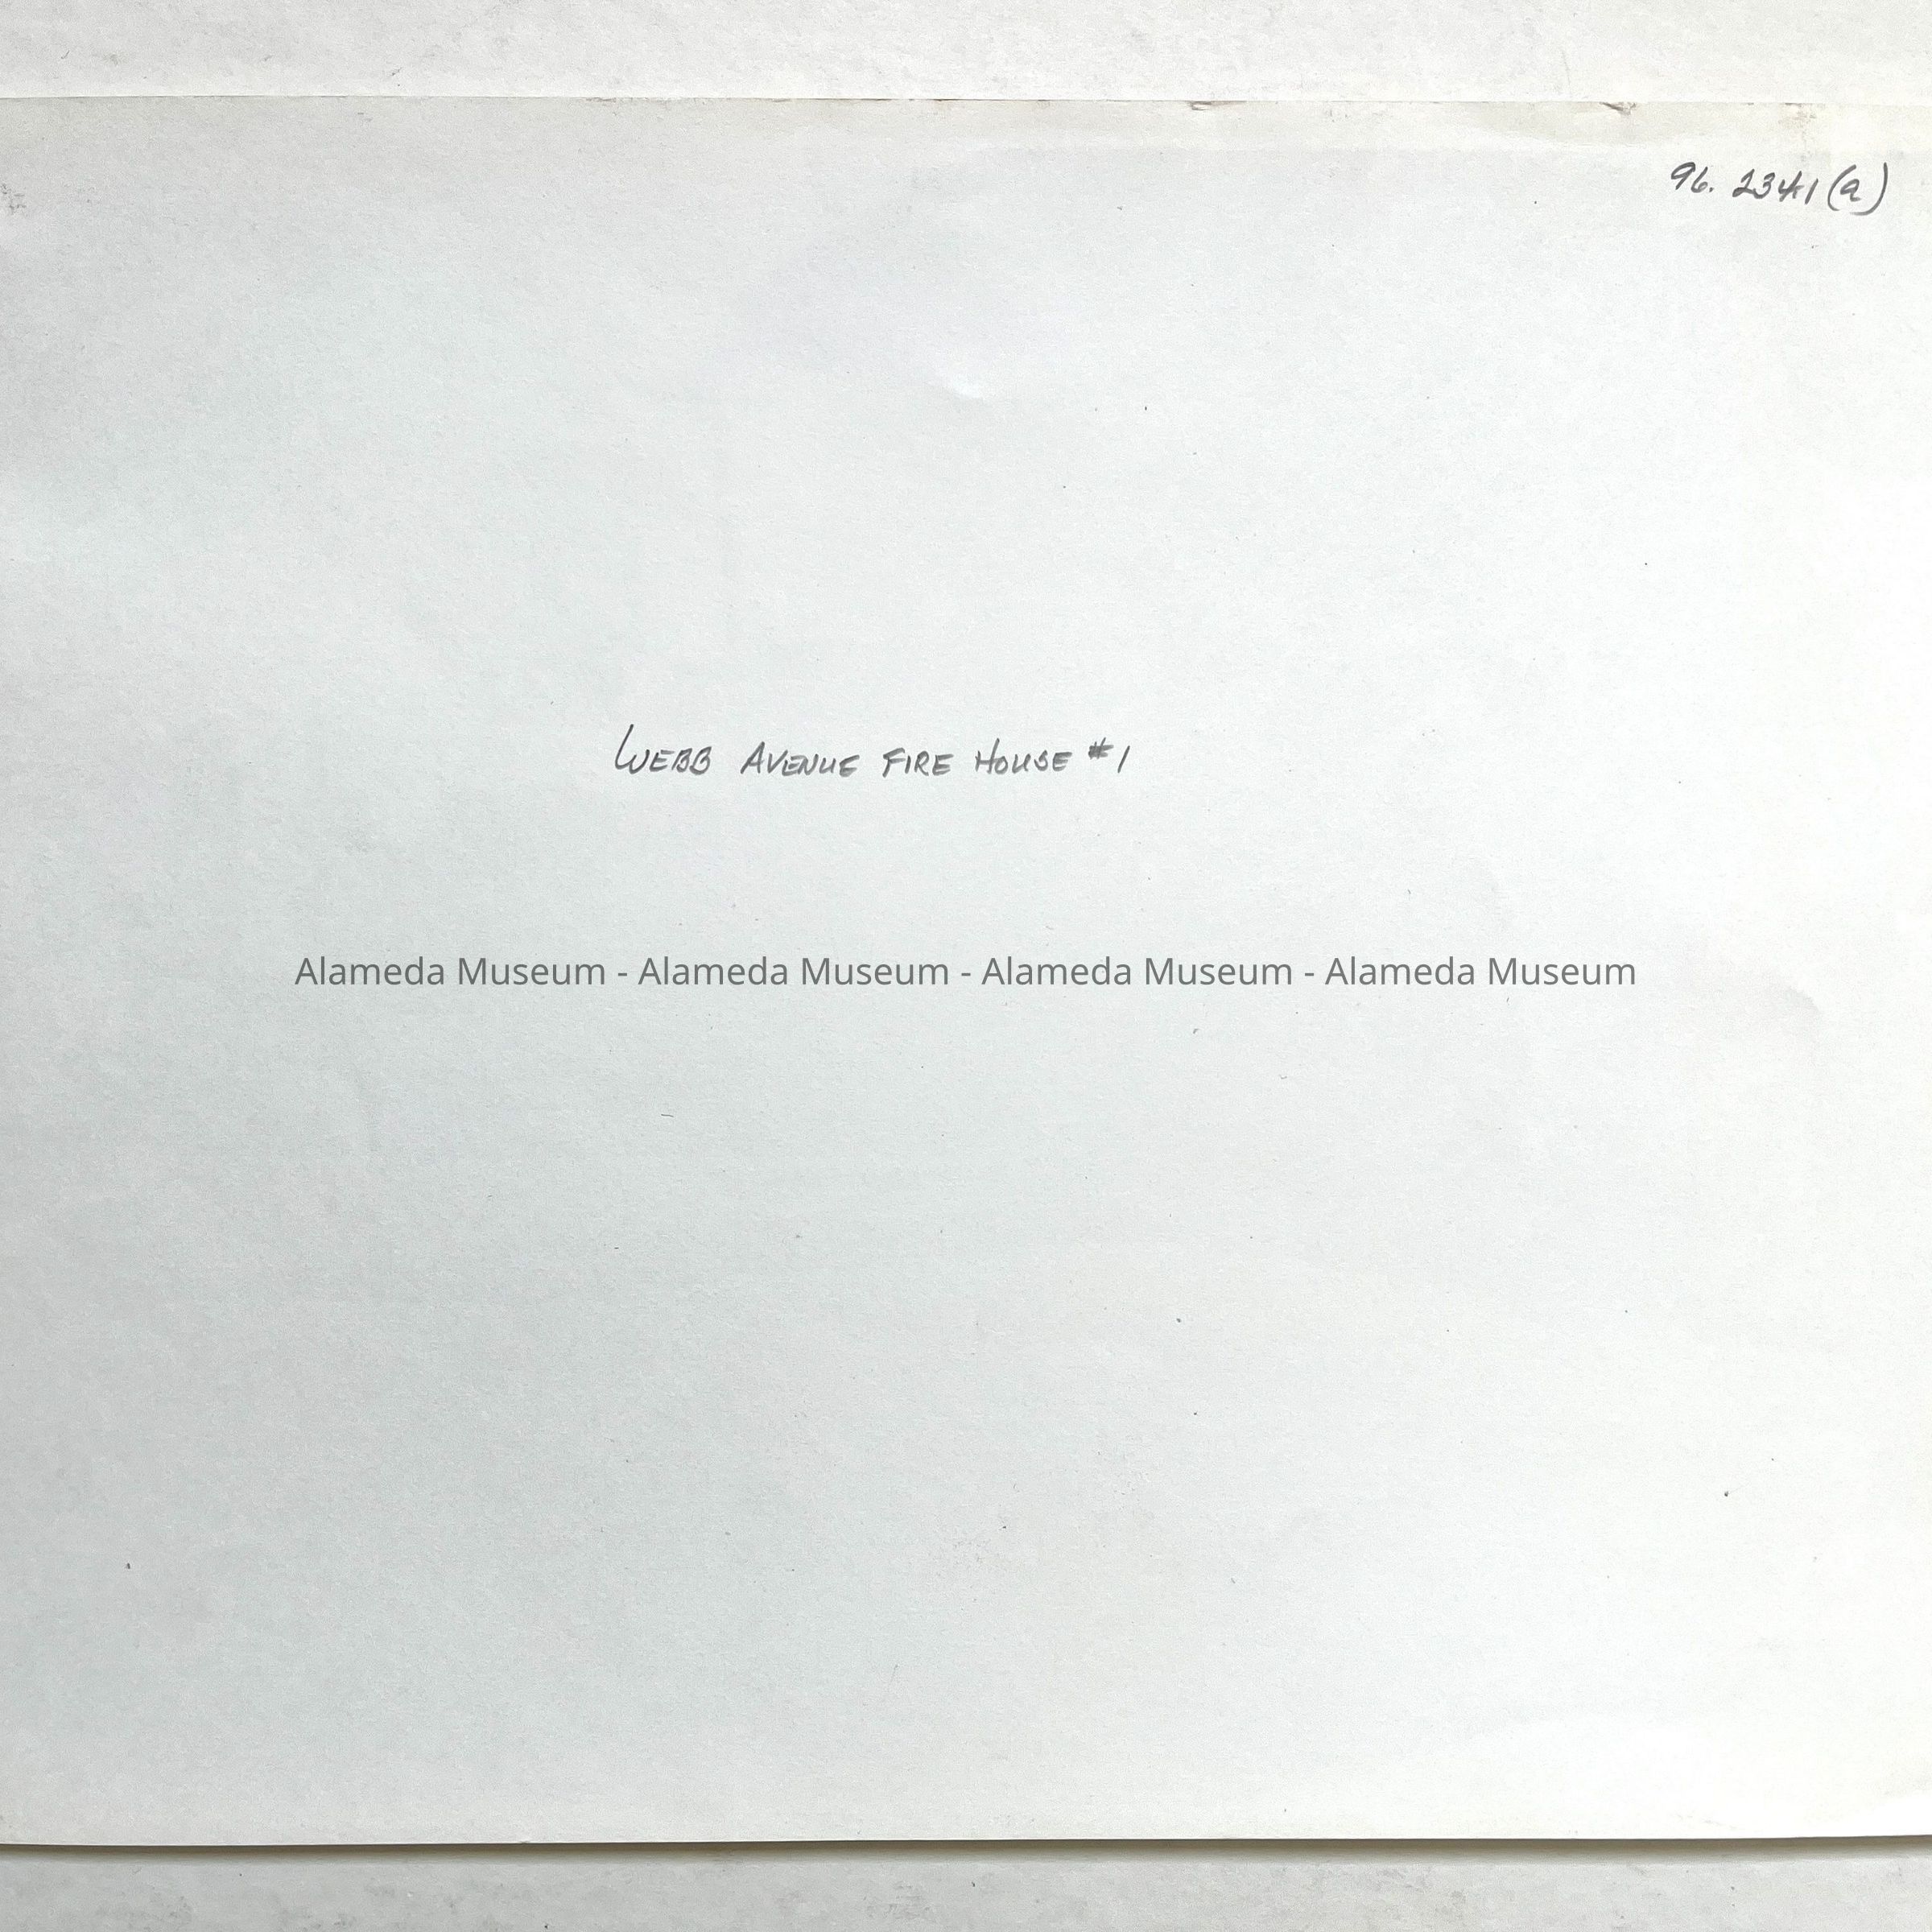 96. 2341(a)
WEBB AVENUE FIRE HOUSE #1
Alameda Museum - Alameda Museum - Alameda Museum - Alameda Museum